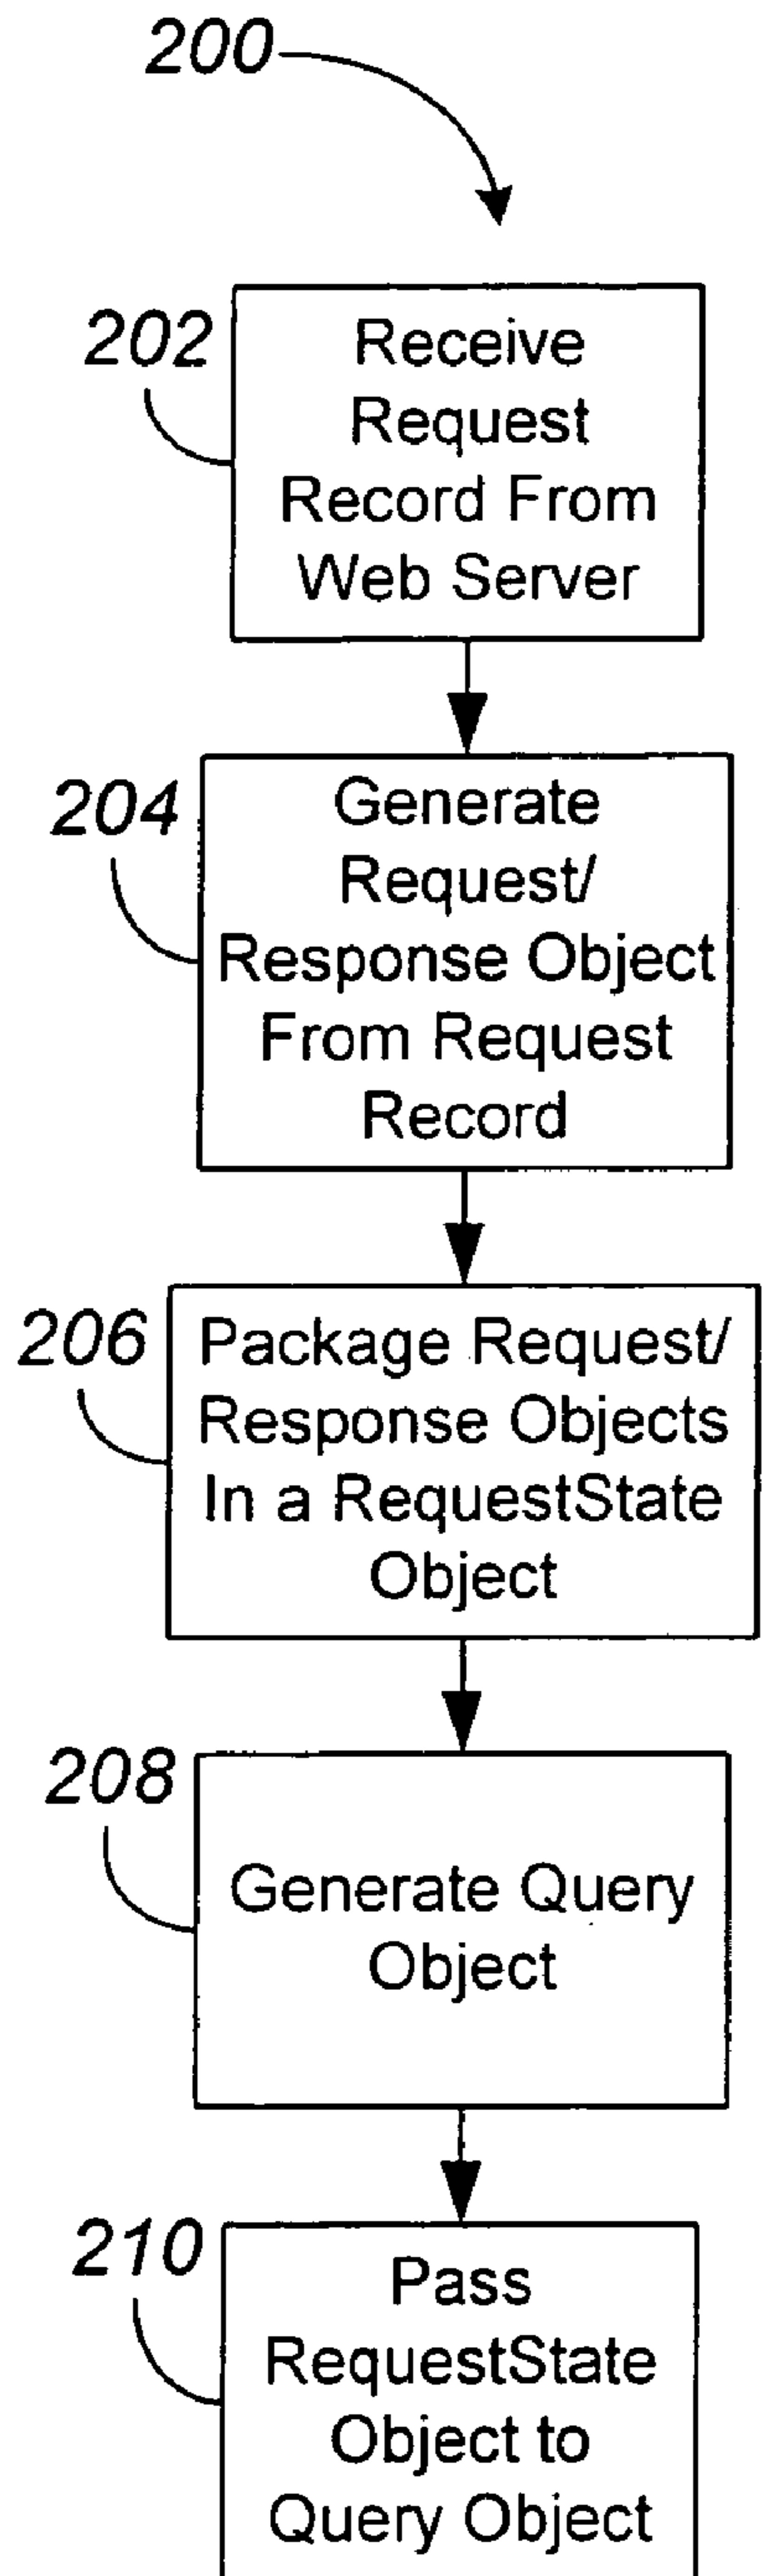 200
202
Receive
Request
Record From
Web Server
204
Generate
Request/
Response Object
From Request
Record
206
Package Request/
Response Objects
In a RequestState
Object
208
Generate Query
Object
210
Pass
RequestState
Object to
Query Object